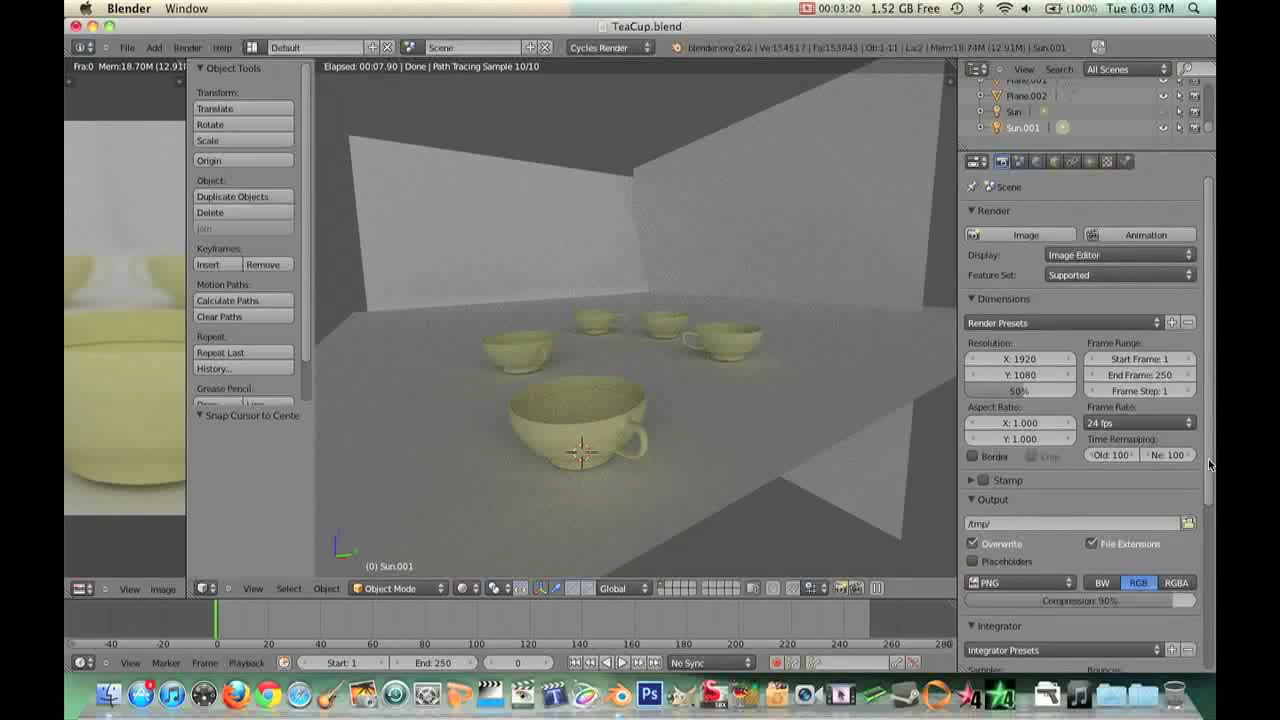 Blender Window 00:03:20 1.52 GB Free (100%) Tue 6:03 PM
TeaCup.blend
File Add Render Help Default Scene Cycles Render blender.org 262 | Ve:154517 | Fa:153843 | Ob:1-11 | La:2 | Mem:18.74M (12.91M) | Sun.001
Fra:0 Mem:18.70M (12.91
Object Tools
Transform:
Translate
Rotate
Scale
Origin
Object:
Duplicate Objects
Delete
Join
Keyframes:
Insert Remove
Motion Paths:
Calculate Paths
Clear Paths
Repeat:
Repeat Last
History...
Grease Pencil:
Snap Cursor to Cente
Elapsed: 00:07.90 | Done | Path Tracing Sample 10/10
(0) Sun.001
View Search All Scenes
Plane.001
Plane.002
Sun
Sun.001
Scene
Render
Image Animation
Display: Image Editor
Feature Set: Supported
Dimensions
Render Presets
Resolution: Frame Range:
X: 1920 Start Frame: 1
Y: 1080 End Frame: 250
50% Frame Step: 1
Aspect Ratio: Frame Rate:
X: 1.000 24 fps
Y: 1.000 Time Remapping:
Border Crop Old: 100 Ne: 100
Stamp
Output
/tmp/
Overwrite File Extensions
Placeholders
PNG BW RGB RGBA
Compression: 90%
Integrator
Integrator Presets
Samples: Bounces:
View Image
View Select Object Object Mode Global
-40 -20 0 20 40 60 80 100 120 140 160 180 200 220 240 260 280
View Marker Frame Playback Start: 1 End: 250 0 No Sync
Ps